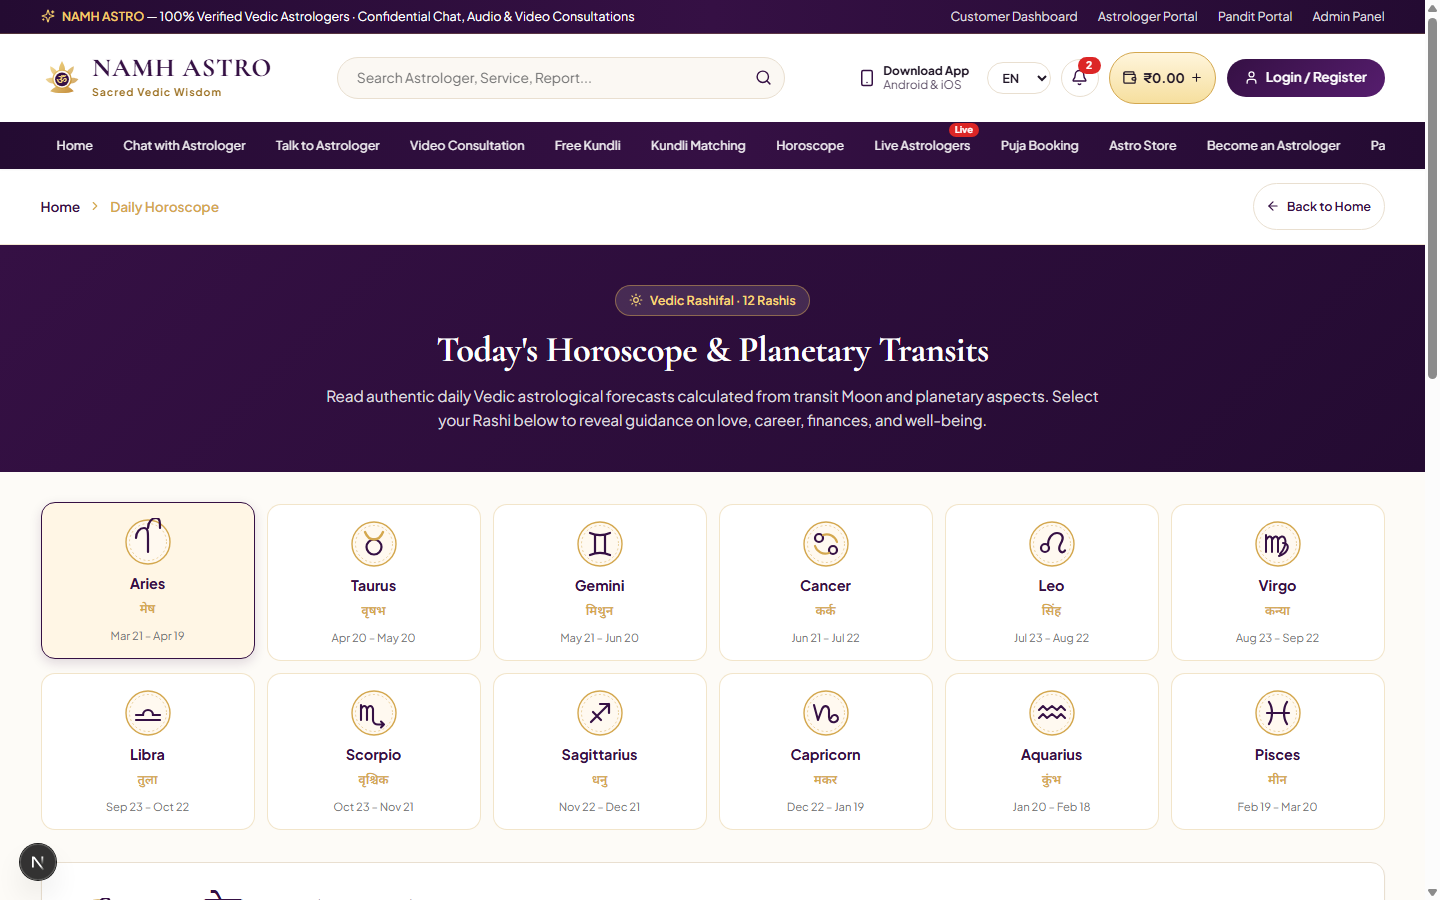 NAMH ASTRO — 100% Verified Vedic Astrologers · Confidential Chat, Audio & Video Consultations
Customer Dashboard Astrologer Portal Pandit Portal Admin Panel
NAMH ASTRO
Sacred Vedic Wisdom
Search Astrologer, Service, Report...
Download App
Android & iOS
EN
2
₹0.00 +
Login / Register
Home Chat with Astrologer Talk to Astrologer Video Consultation Free Kundli Kundli Matching Horoscope Live Astrologers Live Puja Booking Astro Store Become an Astrologer Pa
Home > Daily Horoscope
← Back to Home
Vedic Rashifal · 12 Rashis
Today's Horoscope & Planetary Transits
Read authentic daily Vedic astrological forecasts calculated from transit Moon and planetary aspects. Select
your Rashi below to reveal guidance on love, career, finances, and well-being.
Aries
मेष
Mar 21 – Apr 19
Taurus
वृषभ
Apr 20 – May 20
Gemini
मिथुन
May 21 – Jun 20
Cancer
कर्क
Jun 21 – Jul 22
Leo
सिंह
Jul 23 – Aug 22
Virgo
कन्या
Aug 23 – Sep 22
Libra
तुला
Sep 23 – Oct 22
Scorpio
वृश्चिक
Oct 23 – Nov 21
Sagittarius
धनु
Nov 22 – Dec 21
Capricorn
मकर
Dec 22 – Jan 19
Aquarius
कुंभ
Jan 20 – Feb 18
Pisces
मीन
Feb 19 – Mar 20
N